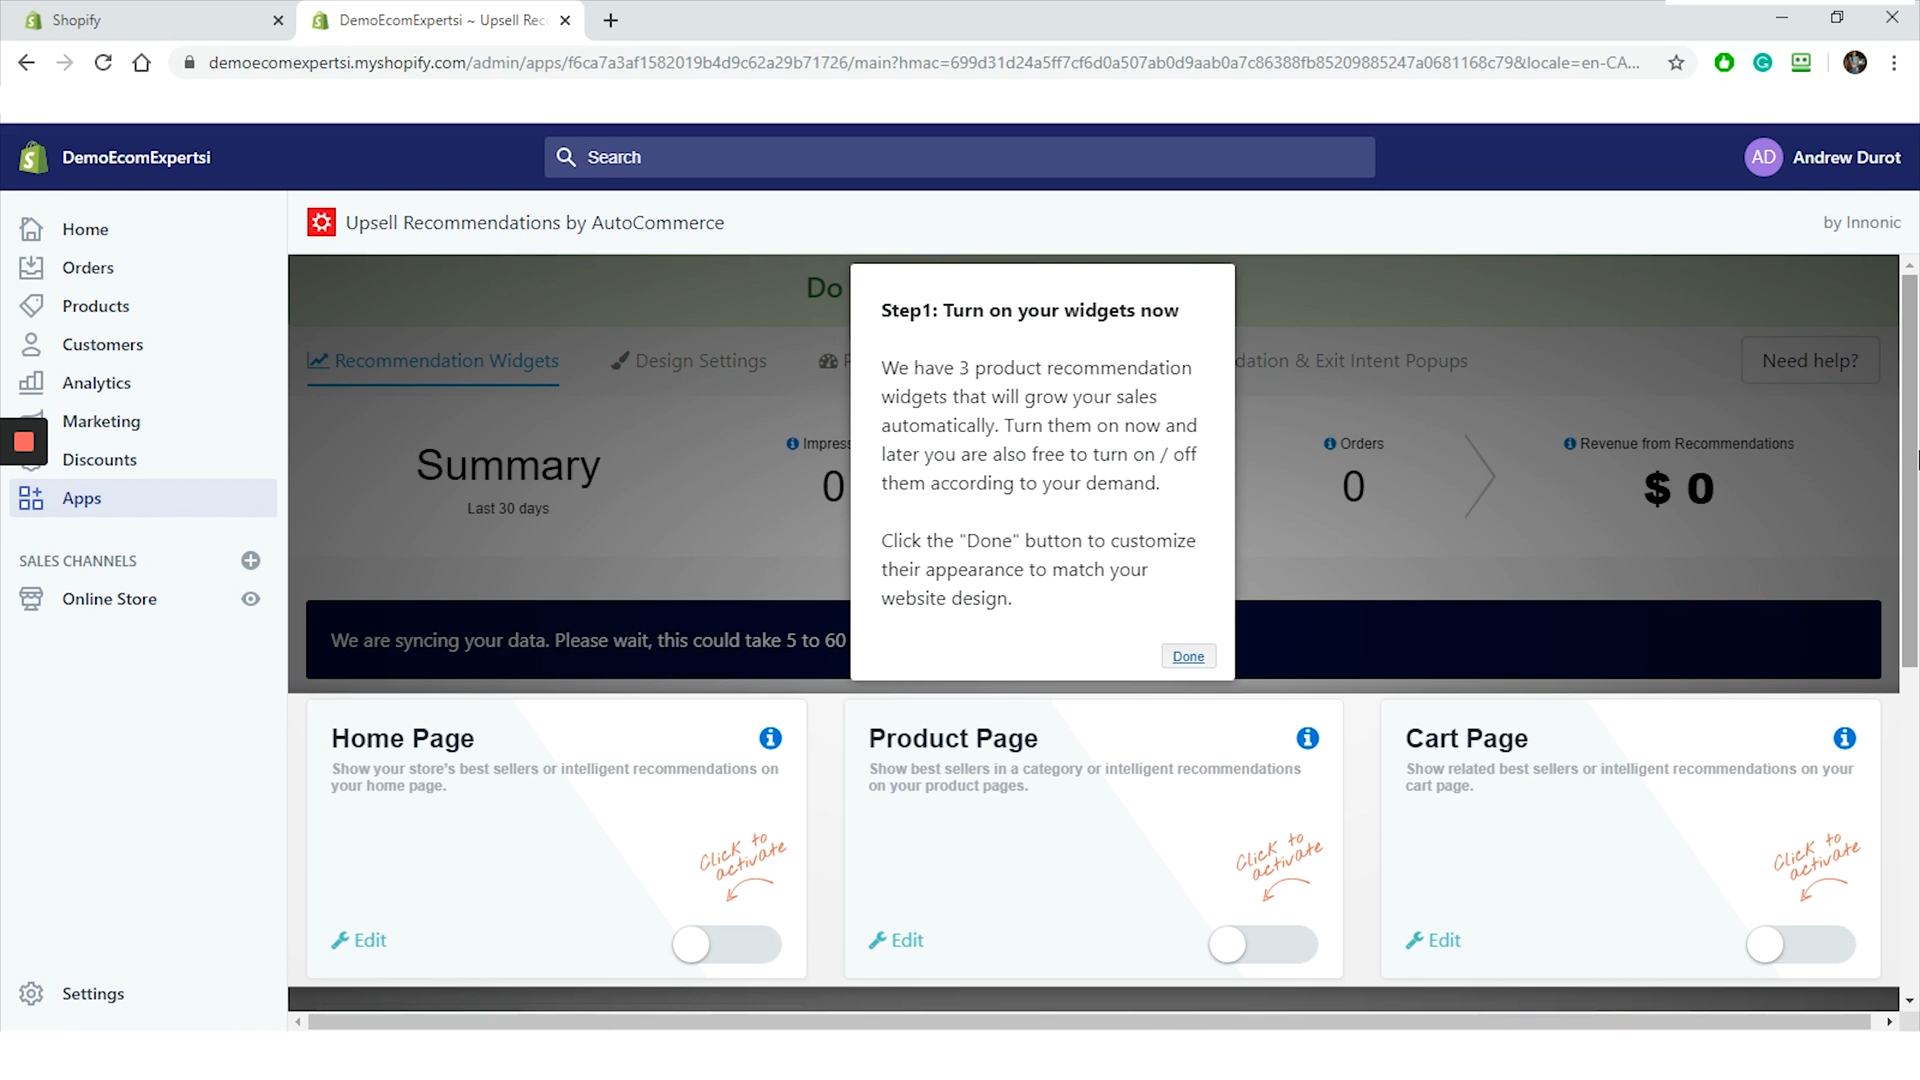 Shopify
DemoEcomExpertsi ~ Upsell Rec
demoecomexpertsi.myshopify.com/admin/apps/f6ca7a3af1582019b4d9c62a29b71726/main?hmac=699d31d24a5ff7cf6d0a507ab0d9aab0a7c86388fb85209885247a0681168c79&locale=en-CA...
DemoEcomExpertsi
Search
AD
Andrew Durot
Home
Orders
Products
Customers
Analytics
Marketing
Discounts
Apps
SALES CHANNELS
Online Store
Settings
Upsell Recommendations by AutoCommerce
by Innonic
Do
Recommendation Widgets
Design Settings
dation & Exit Intent Popups
Need help?
Summary
Last 30 days
Impress
0
Orders
0
Revenue from Recommendations
$ 0
We are syncing your data. Please wait, this could take 5 to 60
Step1: Turn on your widgets now
We have 3 product recommendation
widgets that will grow your sales
automatically. Turn them on now and
later you are also free to turn on / off
them according to your demand.
Click the "Done" button to customize
their appearance to match your
website design.
Done
Home Page
Show your store's best sellers or intelligent recommendations on
your home page.
Click to
activate
Edit
Product Page
Show best sellers in a category or intelligent recommendations
on your product pages.
Click to
activate
Edit
Cart Page
Show related best sellers or intelligent recommendations on your
cart page.
Click to
activate
Edit